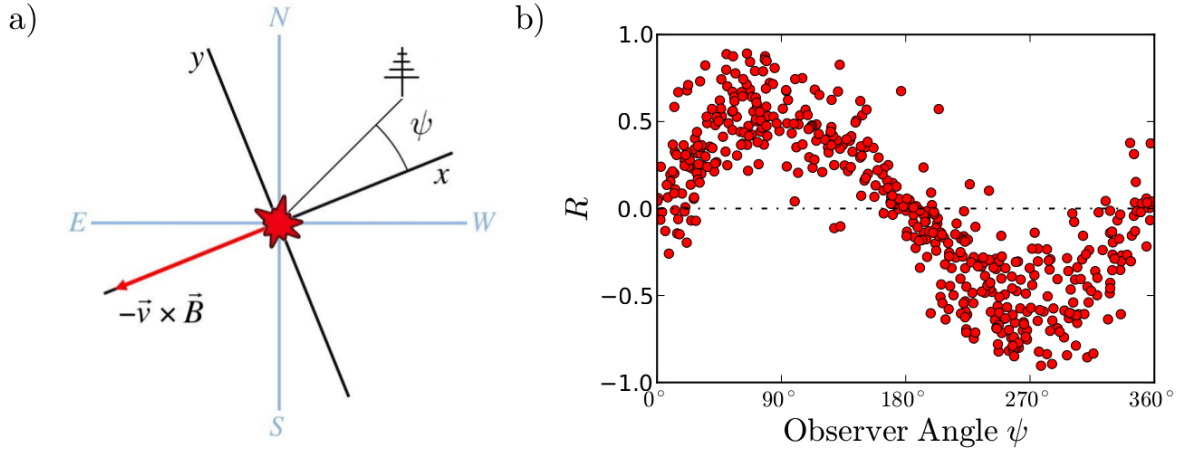 a)
N
y
ψ
x
E
W
−v⃗ × B⃗
S
b)
1.0
0.5
0.0
−0.5
−1.0
R
0° 90° 180° 270° 360°
Observer Angle ψ